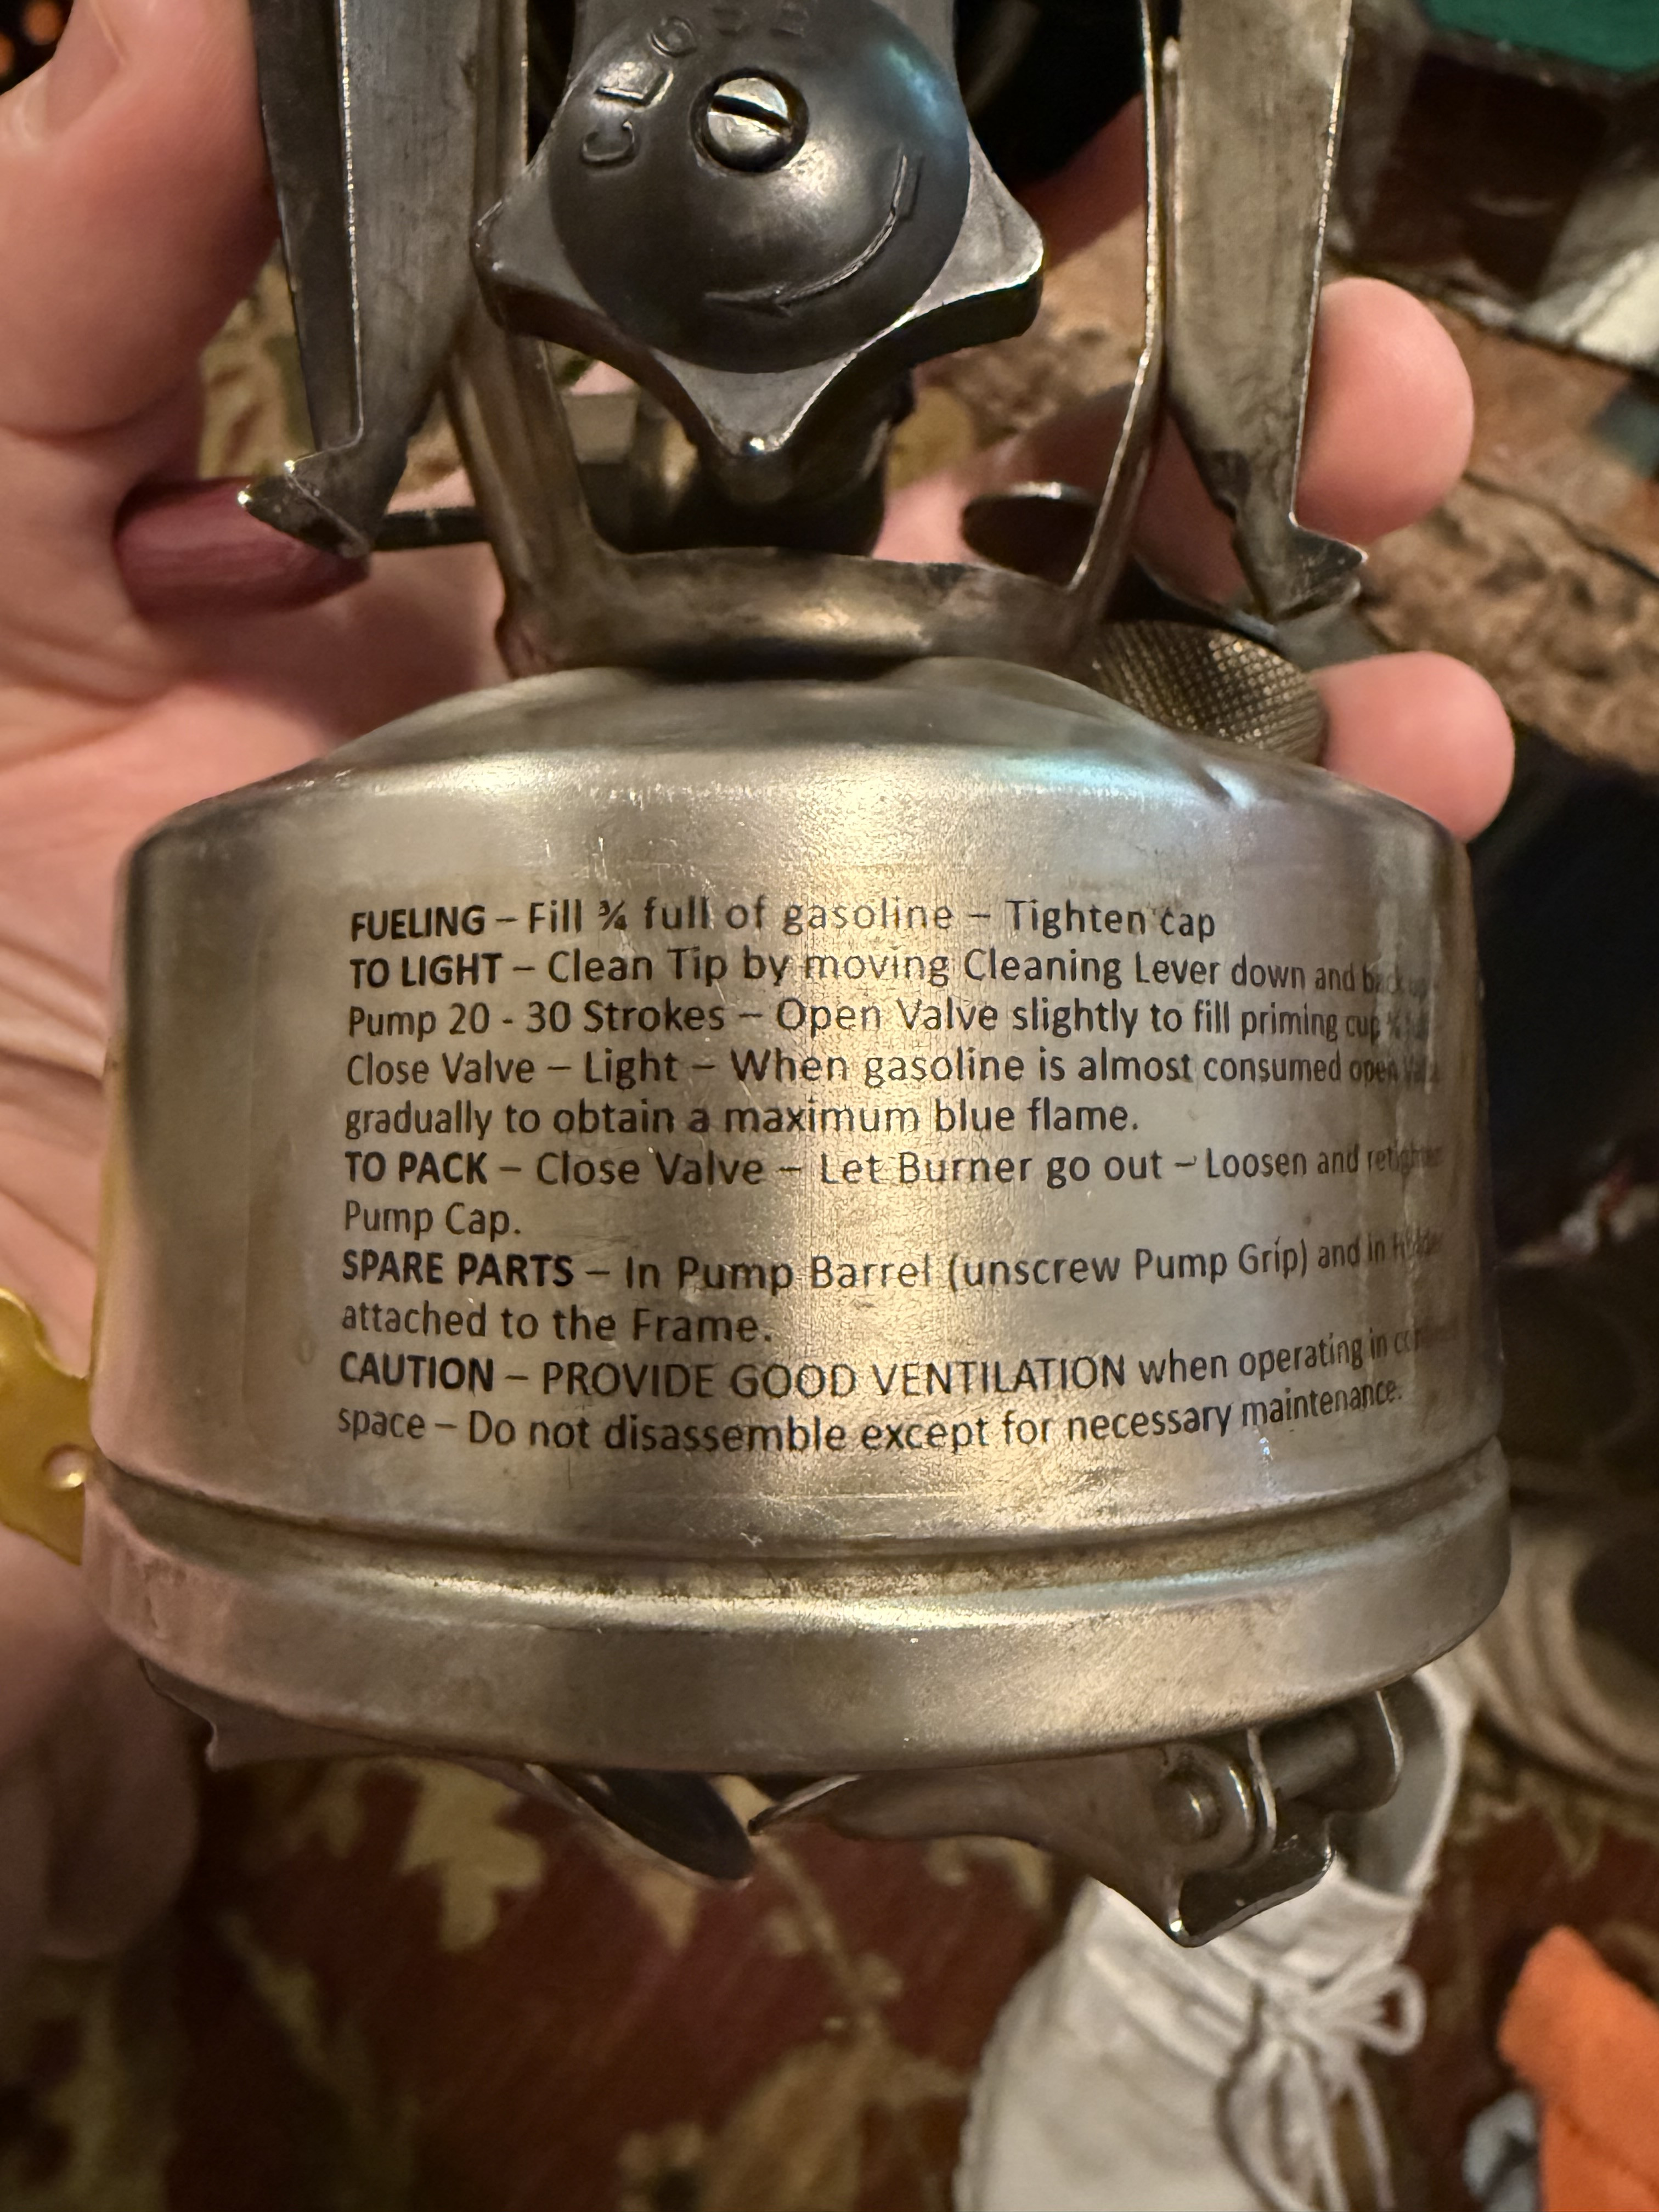 CLOSE
FUELING – Fill ¾ full of gasoline – Tighten cap
TO LIGHT – Clean Tip by moving Cleaning Lever down and back
Pump 20 - 30 Strokes – Open Valve slightly to fill priming cup
Close Valve – Light – When gasoline is almost consumed open
gradually to obtain a maximum blue flame.
TO PACK – Close Valve – Let Burner go out – Loosen and retighten
Pump Cap.
SPARE PARTS – In Pump Barrel (unscrew Pump Grip) and in
attached to the Frame.
CAUTION – PROVIDE GOOD VENTILATION when operating in
space – Do not disassemble except for necessary maintenance.